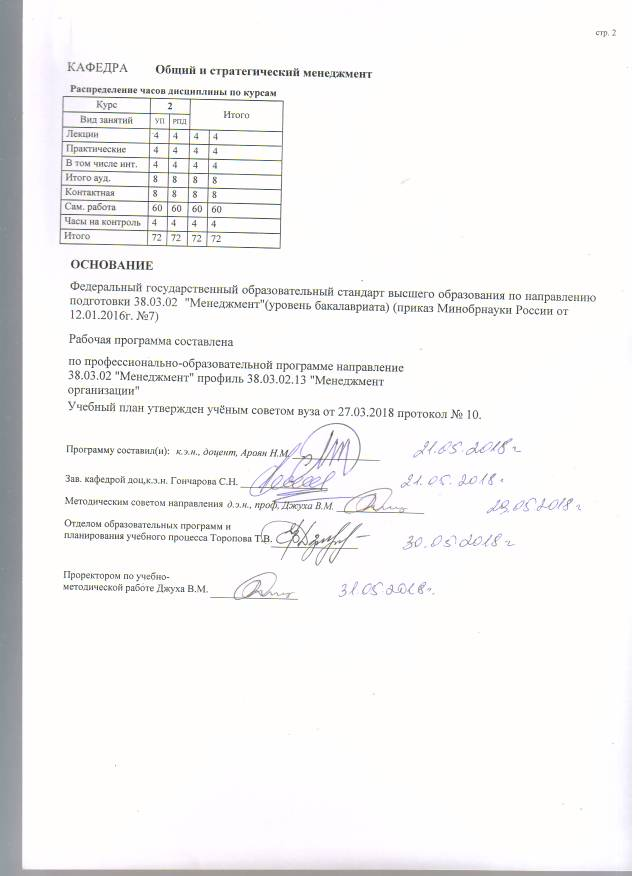 стр. 2
КАФЕДРА Общий и стратегический менеджмент
Распределение часов дисциплины по курсам
Курс 2 Итого
Вид занятий УП РПД
Лекции 4 4 4 4
Практические 4 4 4 4
В том числе инт. 4 4 4 4
Итого ауд. 8 8 8 8
Контактная 8 8 8 8
Сам. работа 60 60 60 60
Часы на контроль 4 4 4 4
Итого 72 72 72 72
ОСНОВАНИЕ
Федеральный государственный образовательный стандарт высшего образования по направлению
подготовки 38.03.02 "Менеджмент"(уровень бакалавриата) (приказ Минобрнауки России от
12.01.2016г. №7)
Рабочая программа составлена
по профессионально-образовательной программе направление
38.03.02 "Менеджмент" профиль 38.03.02.13 "Менеджмент
организации"
Учебный план утвержден учёным советом вуза от 27.03.2018 протокол № 10.
Программу составил(и): к.э.н., доцент, Ароян Н.М. 21.05.2018 г
Зав. кафедрой доц,к.э.н. Гончарова С.Н. 21.05.2018 г.
Методическим советом направления д.э.н., проф, Джуха В.М. 29.05.2018 г
Отделом образовательных программ и
планирования учебного процесса Торопова Т.В. 30.05.2018 г
Проректором по учебно-
методической работе Джуха В.М. 31.05.2018 г.